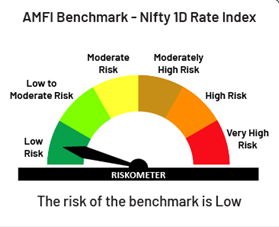 AMFI Benchmark - Nifty 1D Rate Index
Moderate
Risk
Moderately
High Risk
Low to
Moderate Risk
High Risk
Low
Risk
Very High
Risk
RISKOMETER
The risk of the benchmark is Low